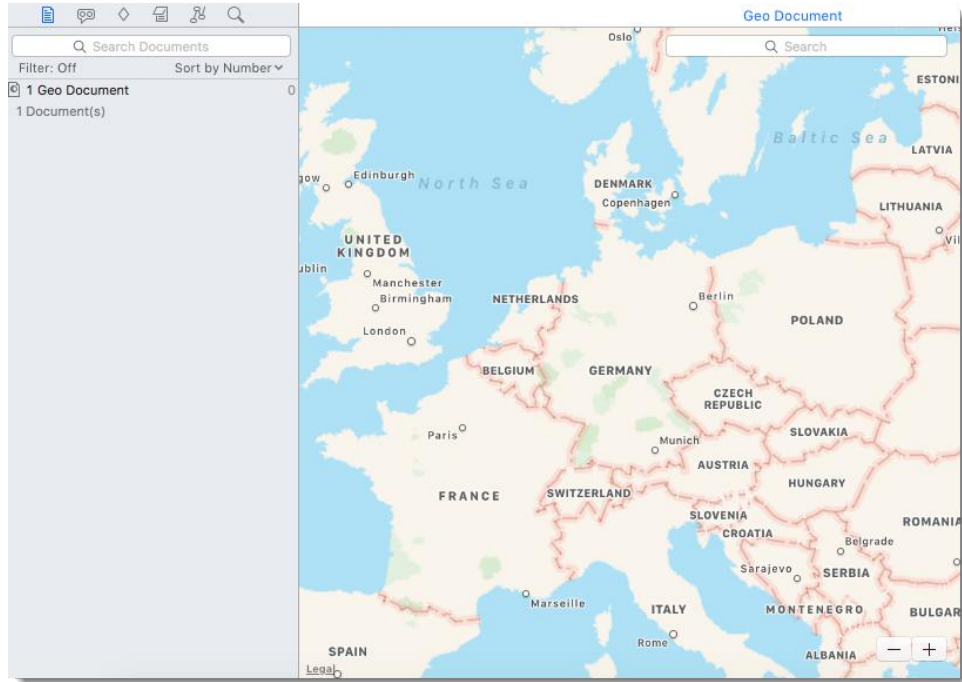 Geo Document
Search Documents
Filter: Off
Sort by Number
1 Geo Document
0
1 Document(s)
Search
Oslo
ESTONI
Baltic Sea
LATVIA
gow
Edinburgh
North Sea
DENMARK
Copenhagen
LITHUANIA
Vil
UNITED
KINGDOM
ublin
Manchester
Birmingham
NETHERLANDS
Berlin
POLAND
London
BELGIUM
GERMANY
CZECH
REPUBLIC
Paris
SLOVAKIA
Munich
AUSTRIA
HUNGARY
FRANCE
SWITZERLAND
SLOVENIA
CROATIA
ROMANIA
Belgrade
Sarajevo
SERBIA
Marseille
ITALY
MONTENEGRO
BULGAR
Rome
SPAIN
ALBANIA
Legal